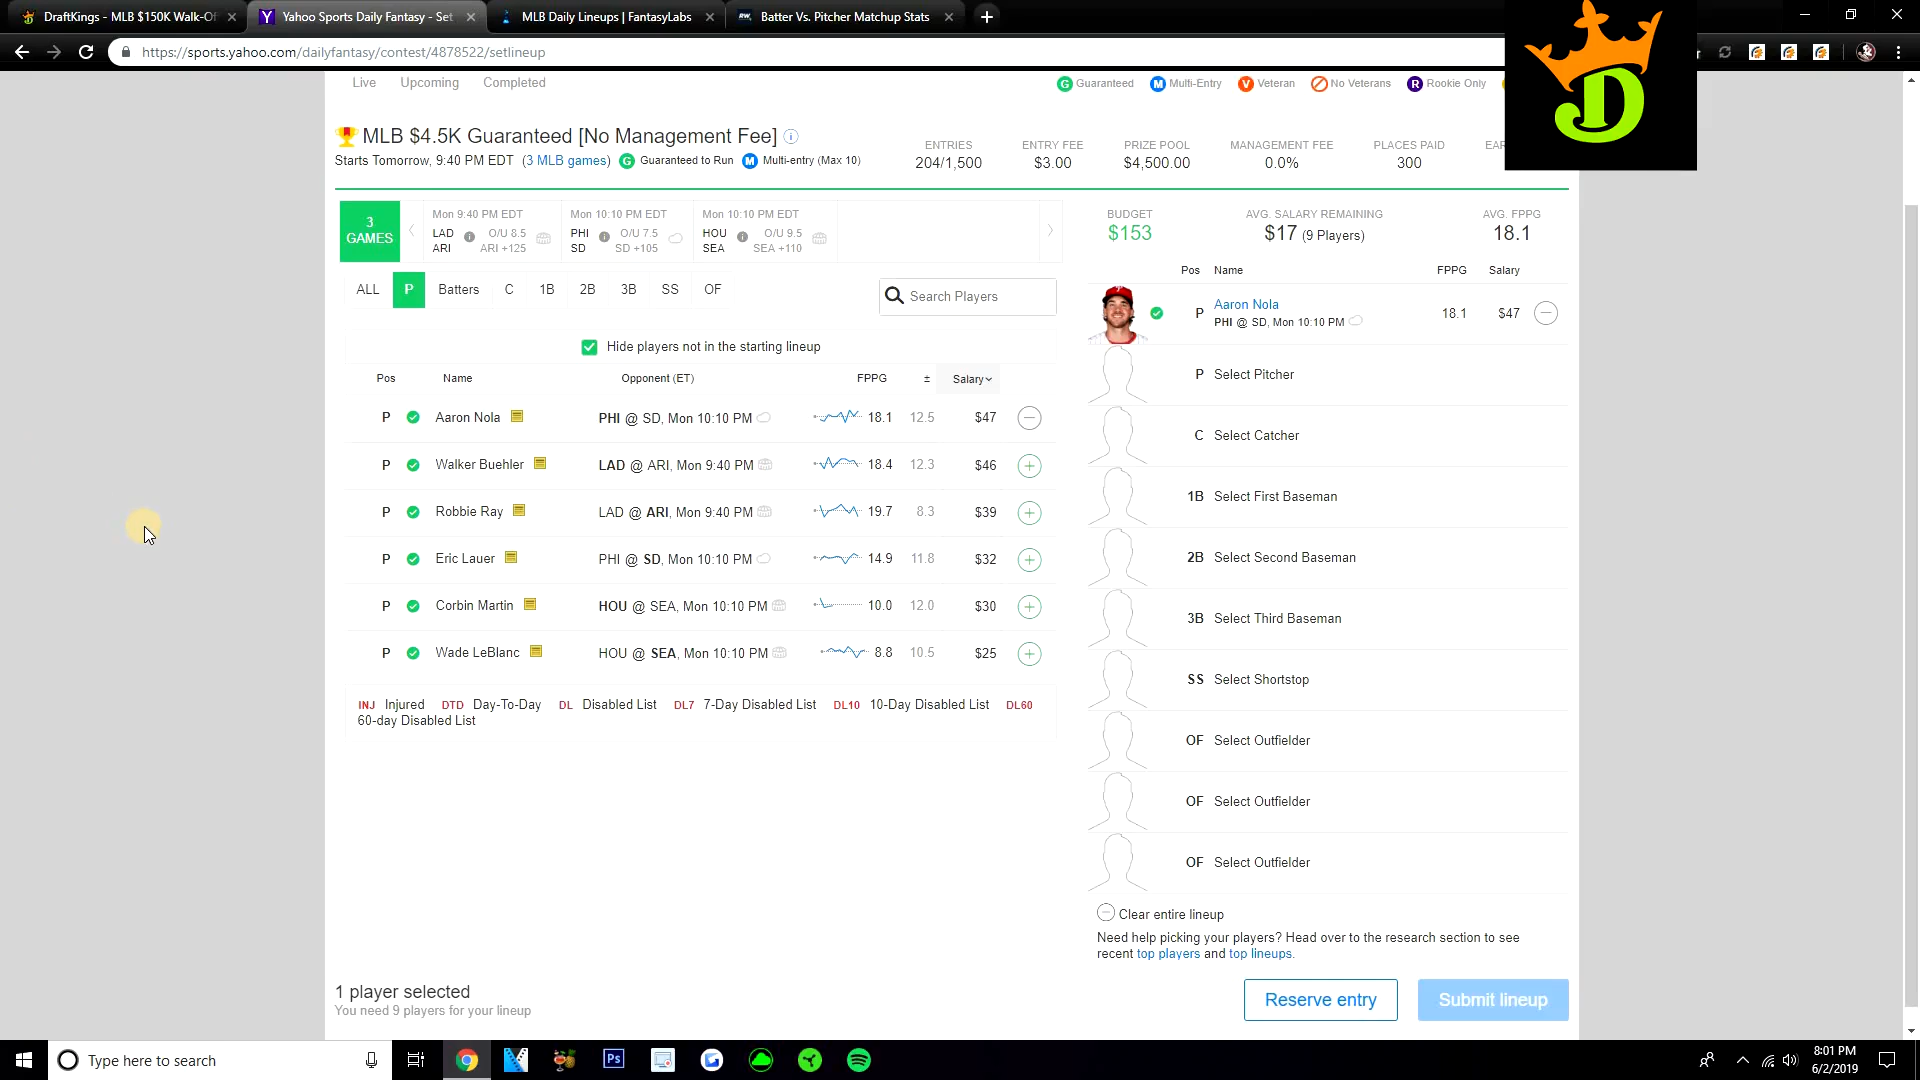 DraftKings - MLB $150K Walk-Of
Yahoo Sports Daily Fantasy - Set
MLB Daily Lineups | FantasyLabs
Batter Vs. Pitcher Matchup Stats
https://sports.yahoo.com/dailyfantasy/contest/4878522/setlineup
Live Upcoming Completed
G Guaranteed M Multi-Entry V Veteran No Veterans R Rookie Only
D
MLB $4.5K Guaranteed [No Management Fee]
Starts Tomorrow, 9:40 PM EDT (3 MLB games) G Guaranteed to Run M Multi-entry (Max 10)
ENTRIES ENTRY FEE PRIZE POOL MANAGEMENT FEE PLACES PAID EAR
204/1,500 $3.00 $4,500.00 0.0% 300
3 GAMES
Mon 9:40 PM EDT
LAD O/U 8.5
ARI ARI +125
Mon 10:10 PM EDT
PHI O/U 7.5
SD SD +105
Mon 10:10 PM EDT
HOU O/U 9.5
SEA SEA +110
BUDGET AVG. SALARY REMAINING AVG. FPPG
$153 $17 (9 Players) 18.1
ALL P Batters C 1B 2B 3B SS OF
Search Players
Hide players not in the starting lineup
Pos Name Opponent (ET) FPPG ± Salary
P Aaron Nola PHI @ SD, Mon 10:10 PM 18.1 12.5 $47
P Walker Buehler LAD @ ARI, Mon 9:40 PM 18.4 12.3 $46
P Robbie Ray LAD @ ARI, Mon 9:40 PM 19.7 8.3 $39
P Eric Lauer PHI @ SD, Mon 10:10 PM 14.9 11.8 $32
P Corbin Martin HOU @ SEA, Mon 10:10 PM 10.0 12.0 $30
P Wade LeBlanc HOU @ SEA, Mon 10:10 PM 8.8 10.5 $25
INJ Injured DTD Day-To-Day DL Disabled List DL7 7-Day Disabled List DL10 10-Day Disabled List DL60
60-day Disabled List
Pos Name FPPG Salary
P Aaron Nola 18.1 $47
PHI @ SD, Mon 10:10 PM
P Select Pitcher
C Select Catcher
1B Select First Baseman
2B Select Second Baseman
3B Select Third Baseman
SS Select Shortstop
OF Select Outfielder
OF Select Outfielder
OF Select Outfielder
Clear entire lineup
Need help picking your players? Head over to the research section to see
recent top players and top lineups.
1 player selected
You need 9 players for your lineup
Reserve entry
Submit lineup
Type here to search
Ps
8:01 PM
6/2/2019